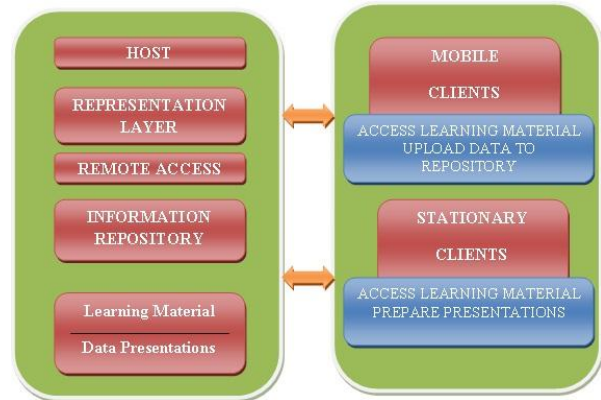 HOST
REPRESENTATION
LAYER
REMOTE ACCESS
INFORMATION
REPOSITORY
Learning Material
Data Presentations
MOBILE
CLIENTS
ACCESS LEARNING MATERIAL
UPLOAD DATA TO
REPOSITORY
STATIONARY
CLIENTS
ACCESS LEARNING MATERIAL
PREPARE PRESENTATIONS